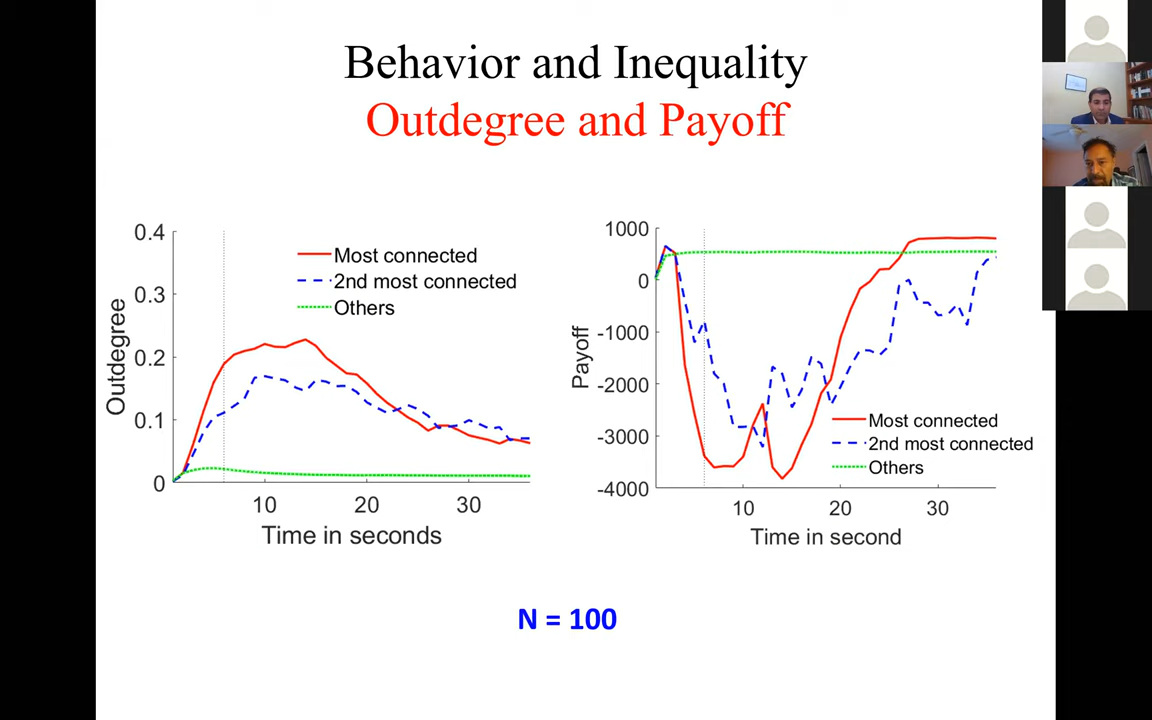 Behavior and Inequality
Outdegree and Payoff
Outdegree
0.4
0.3
0.2
0.1
0
10
20
30
Time in seconds
Most connected
2nd most connected
Others
Payoff
1000
0
-1000
-2000
-3000
-4000
10
20
30
Time in second
Most connected
2nd most connected
Others
N = 100